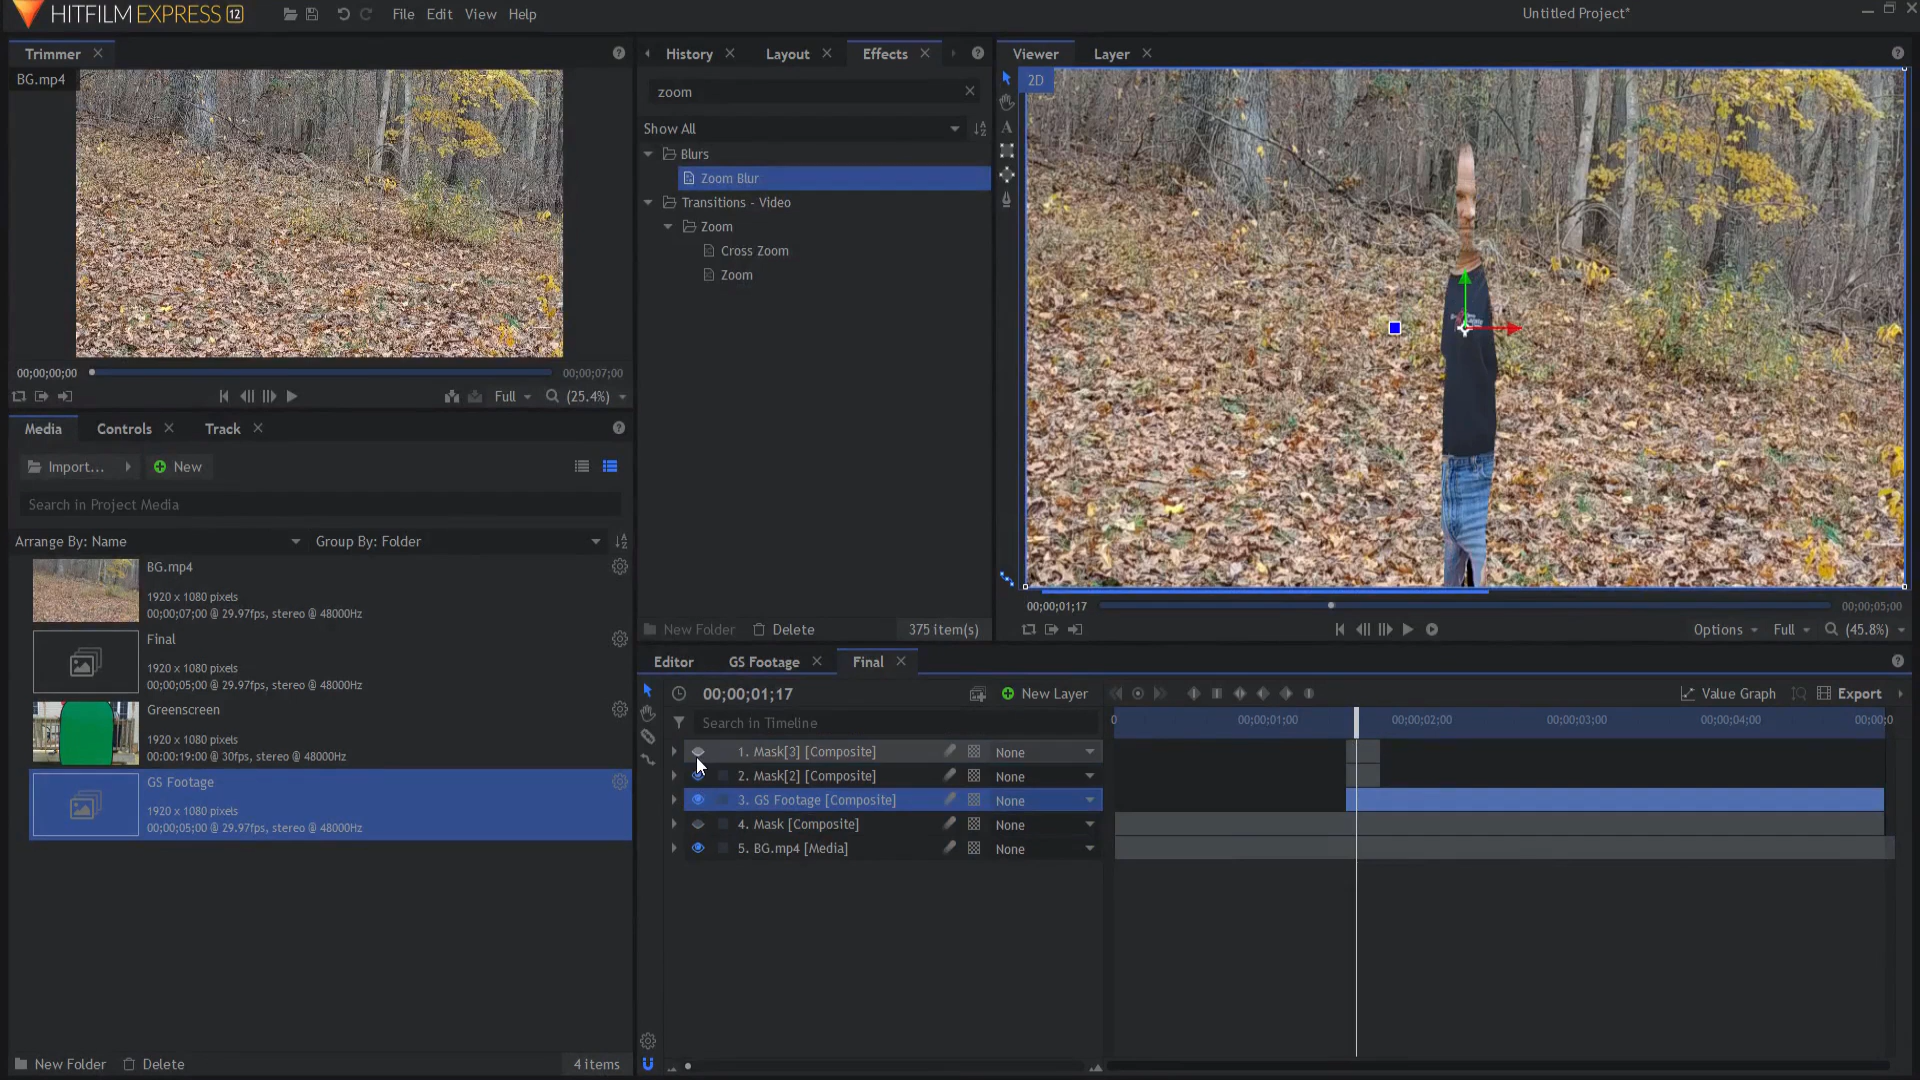 HITFILM EXPRESS 12
File Edit View Help
Untitled Project*
Trimmer
BG.mp4
00;00;00;00
00;00;07;00
Full
(25.4%)
Media Controls Track
Import...
New
Search in Project Media
Arrange By: Name
Group By: Folder
BG.mp4
1920 x 1080 pixels
00;00;07;00 @ 29.97fps, stereo @ 48000Hz
Final
1920 x 1080 pixels
00;00;05;00 @ 29.97fps, stereo @ 48000Hz
Greenscreen
1920 x 1080 pixels
00:00:19:00 @ 30fps, stereo @ 48000Hz
GS Footage
1920 x 1080 pixels
00;00;05;00 @ 29.97fps, stereo @ 48000Hz
New Folder
Delete
4 items
History Layout Effects
zoom
Show All
Blurs
Zoom Blur
Transitions - Video
Zoom
Cross Zoom
Zoom
New Folder
Delete
375 item(s)
Viewer Layer
2D
00;00;01;17
00;00;05;00
Options
Full
(45.8%)
Editor GS Footage Final
00;00;01;17
New Layer
Value Graph
Export
Search in Timeline
0
00;00;01;00
00;00;02;00
00;00;03;00
00;00;04;00
00;00;0
1. Mask[3] [Composite]
None
2. Mask[2] [Composite]
None
3. GS Footage [Composite]
None
4. Mask [Composite]
None
5. BG.mp4 [Media]
None